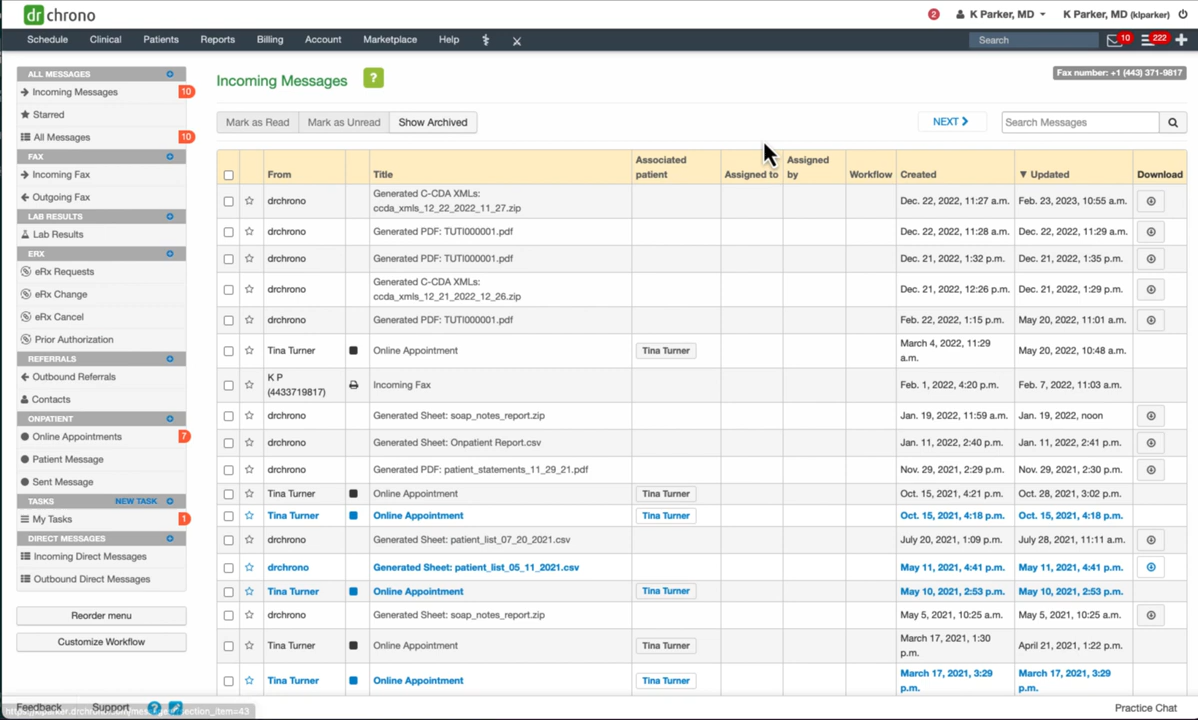 drchrono
2
K Parker, MD
K Parker, MD (klparker)
Schedule
Clinical
Patients
Reports
Billing
Account
Marketplace
Help
Search
10
222
ALL MESSAGES
Incoming Messages
10
Starred
All Messages
10
FAX
Incoming Fax
Outgoing Fax
LAB RESULTS
Lab Results
ERX
eRx Requests
eRx Change
eRx Cancel
Prior Authorization
REFERRALS
Outbound Referrals
Contacts
ONPATIENT
Online Appointments
7
Patient Message
Sent Message
TASKS NEW TASK
My Tasks
1
DIRECT MESSAGES
Incoming Direct Messages
Outbound Direct Messages
Reorder menu
Customize Workflow
Incoming Messages ?
Fax number: +1 (443) 371-9817
Mark as Read
Mark as Unread
Show Archived
NEXT
Search Messages
From
Title
Associated
patient
Assigned to
Assigned
by
Workflow
Created
▼ Updated
Download
drchrono
Generated C-CDA XMLs:
ccda_xmls_12_22_2022_11_27.zip
Dec. 22, 2022, 11:27 a.m.
Feb. 23, 2023, 10:55 a.m.
drchrono
Generated PDF: TUTI000001.pdf
Dec. 22, 2022, 11:28 a.m.
Dec. 22, 2022, 11:29 a.m.
drchrono
Generated PDF: TUTI000001.pdf
Dec. 21, 2022, 1:32 p.m.
Dec. 21, 2022, 1:35 p.m.
drchrono
Generated C-CDA XMLs:
ccda_xmls_12_21_2022_12_26.zip
Dec. 21, 2022, 12:26 p.m.
Dec. 21, 2022, 1:29 p.m.
drchrono
Generated PDF: TUTI000001.pdf
Feb. 22, 2022, 1:15 p.m.
May 20, 2022, 11:01 a.m.
Tina Turner
Online Appointment
Tina Turner
March 4, 2022, 11:29
a.m.
May 20, 2022, 10:48 a.m.
K P
(4433719817)
Incoming Fax
Feb. 1, 2022, 4:20 p.m.
Feb. 7, 2022, 11:03 a.m.
drchrono
Generated Sheet: soap_notes_report.zip
Jan. 19, 2022, 11:59 a.m.
Jan. 19, 2022, noon
drchrono
Generated Sheet: Onpatient Report.csv
Jan. 11, 2022, 2:40 p.m.
Jan. 11, 2022, 2:41 p.m.
drchrono
Generated PDF: patient_statements_11_29_21.pdf
Nov. 29, 2021, 2:29 p.m.
Nov. 29, 2021, 2:30 p.m.
Tina Turner
Online Appointment
Tina Turner
Oct. 15, 2021, 4:21 p.m.
Oct. 28, 2021, 3:02 p.m.
Tina Turner
Online Appointment
Tina Turner
Oct. 15, 2021, 4:18 p.m.
Oct. 15, 2021, 4:18 p.m.
drchrono
Generated Sheet: patient_list_07_20_2021.csv
July 20, 2021, 1:09 p.m.
July 28, 2021, 11:11 a.m.
drchrono
Generated Sheet: patient_list_05_11_2021.csv
May 11, 2021, 4:41 p.m.
May 11, 2021, 4:41 p.m.
Tina Turner
Online Appointment
Tina Turner
May 10, 2021, 2:53 p.m.
May 10, 2021, 2:53 p.m.
drchrono
Generated Sheet: soap_notes_report.zip
May 5, 2021, 10:25 a.m.
May 5, 2021, 10:25 a.m.
Tina Turner
Online Appointment
Tina Turner
March 17, 2021, 1:30
p.m.
April 21, 2021, 1:22 p.m.
Tina Turner
Online Appointment
Tina Turner
March 17, 2021, 3:29
p.m.
March 17, 2021, 3:29
p.m.
Feedback
Support
?
Practice Chat